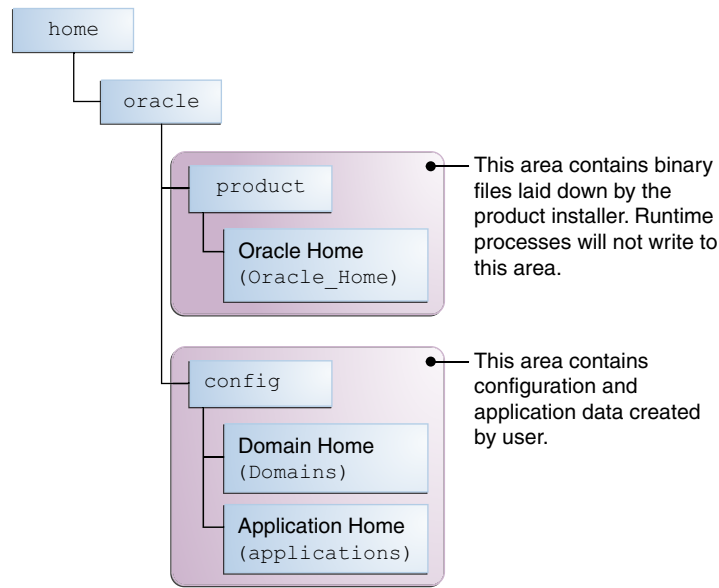 home
oracle
product
Oracle Home
(Oracle_Home)
This area contains binary
files laid down by the
product installer. Runtime
processes will not write to
this area.
config
Domain Home
(Domains)
Application Home
(applications)
This area contains
configuration and
application data created
by user.